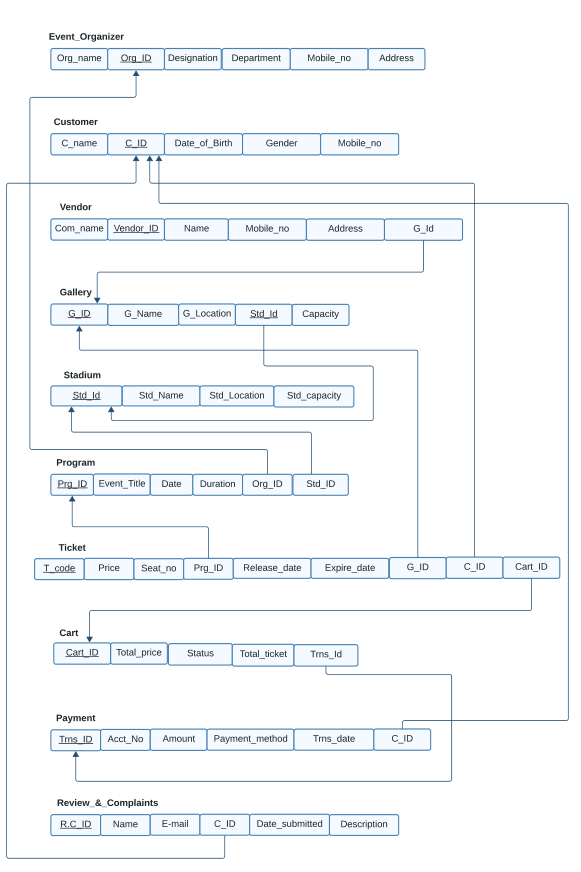 Event_Organizer
Org_name Org_ID Designation Department Mobile_no Address
Customer
C_name C_ID Date_of_Birth Gender Mobile_no
Vendor
Com_name Vendor_ID Name Mobile_no Address G_Id
Gallery
G_ID G_Name G_Location Std_Id Capacity
Stadium
Std_Id Std_Name Std_Location Std_capacity
Program
Prg_ID Event_Title Date Duration Org_ID Std_ID
Ticket
T_code Price Seat_no Prg_ID Release_date Expire_date G_ID C_ID Cart_ID
Cart
Cart_ID Total_price Status Total_ticket Trns_Id
Payment
Trns_ID Acct_No Amount Payment_method Trns_date C_ID
Review_&_Complaints
R.C_ID Name E-mail C_ID Date_submitted Description